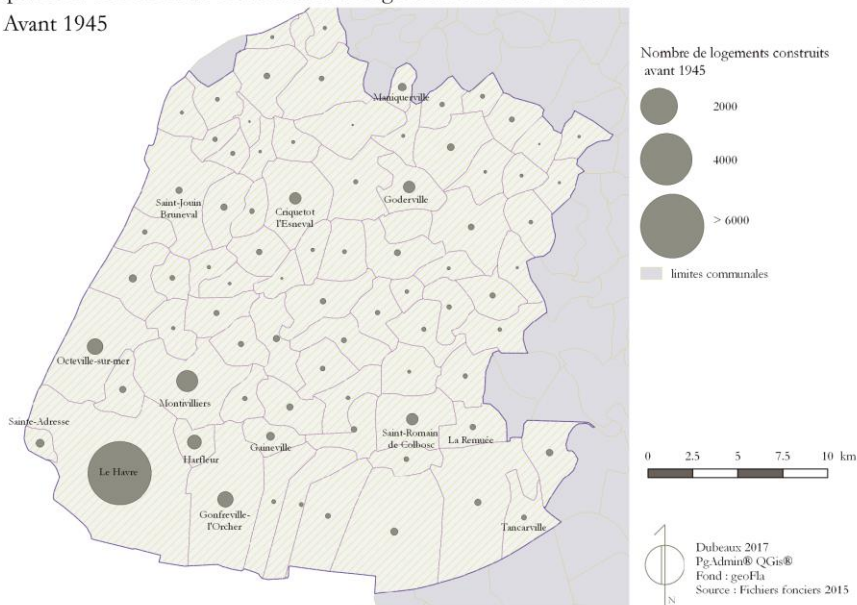 Avant 1945
Maniquerville
Saint-Jouin
Bruneval
Criquetot
l'Esneval
Goderville
Octeville-sur-mer
Montivilliers
Sainte-Adresse
Le Havre
Harfleur
Gaineville
Saint-Romain
de Colbosc
La Remuée
Gonfreville-
l'Orcher
Tancarville
Nombre de logements construits
avant 1945
2000
4000
> 6000
limites communales
0 2.5 5 7.5 10 km
N
Dubeaux 2017
PgAdmin® QGis®
Fond : geoFla
Source : Fichiers fonciers 2015